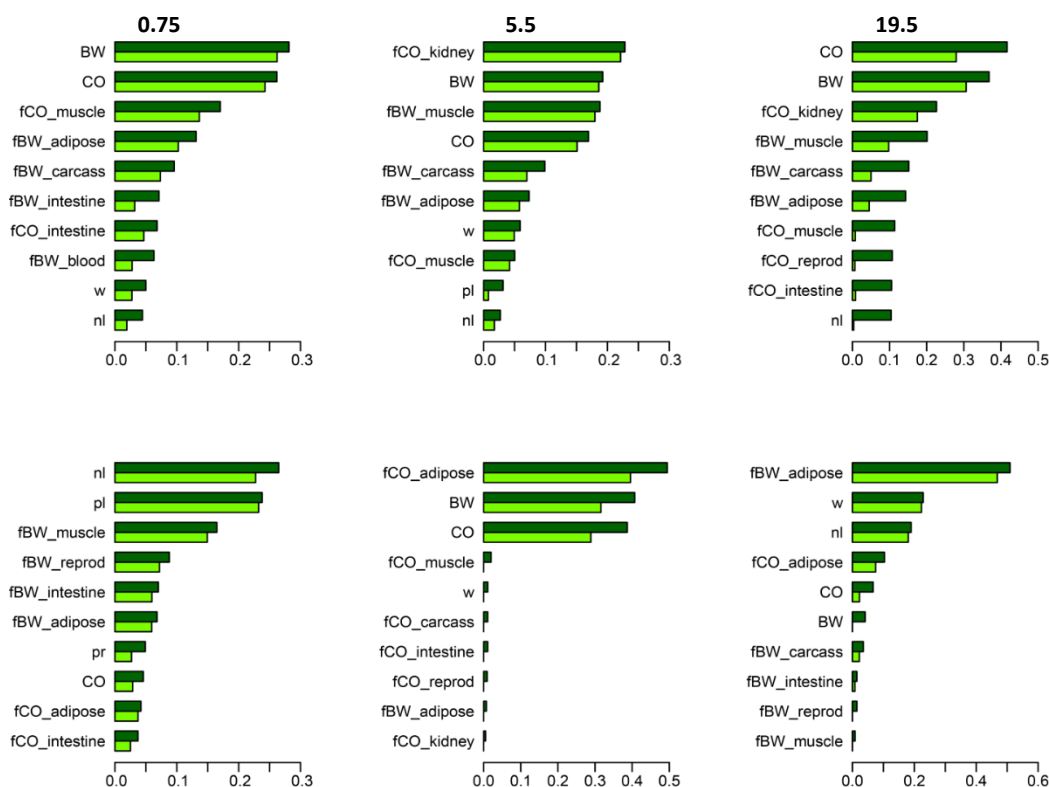 0.75
5.5
19.5
BW
CO
fCO_muscle
fBW_adipose
fBW_carcass
fBW_intestine
fCO_intestine
fBW_blood
w
nl
0.0 0.1 0.2 0.3
fCO_kidney
BW
fBW_muscle
CO
fBW_carcass
fBW_adipose
w
fCO_muscle
pl
nl
0.0 0.1 0.2 0.3
CO
BW
fCO_kidney
fBW_muscle
fBW_carcass
fBW_adipose
fCO_muscle
fCO_reprod
fCO_intestine
nl
0.0 0.1 0.2 0.3 0.4 0.5
nl
pl
fBW_muscle
fBW_reprod
fBW_intestine
fBW_adipose
pr
CO
fCO_adipose
fCO_intestine
0.0 0.1 0.2 0.3
fCO_adipose
BW
CO
fCO_muscle
w
fCO_carcass
fCO_intestine
fCO_reprod
fBW_adipose
fCO_kidney
0.0 0.1 0.2 0.3 0.4 0.5
fBW_adipose
w
nl
fCO_adipose
CO
BW
fBW_carcass
fBW_intestine
fBW_reprod
fBW_muscle
0.0 0.1 0.2 0.3 0.4 0.5 0.6